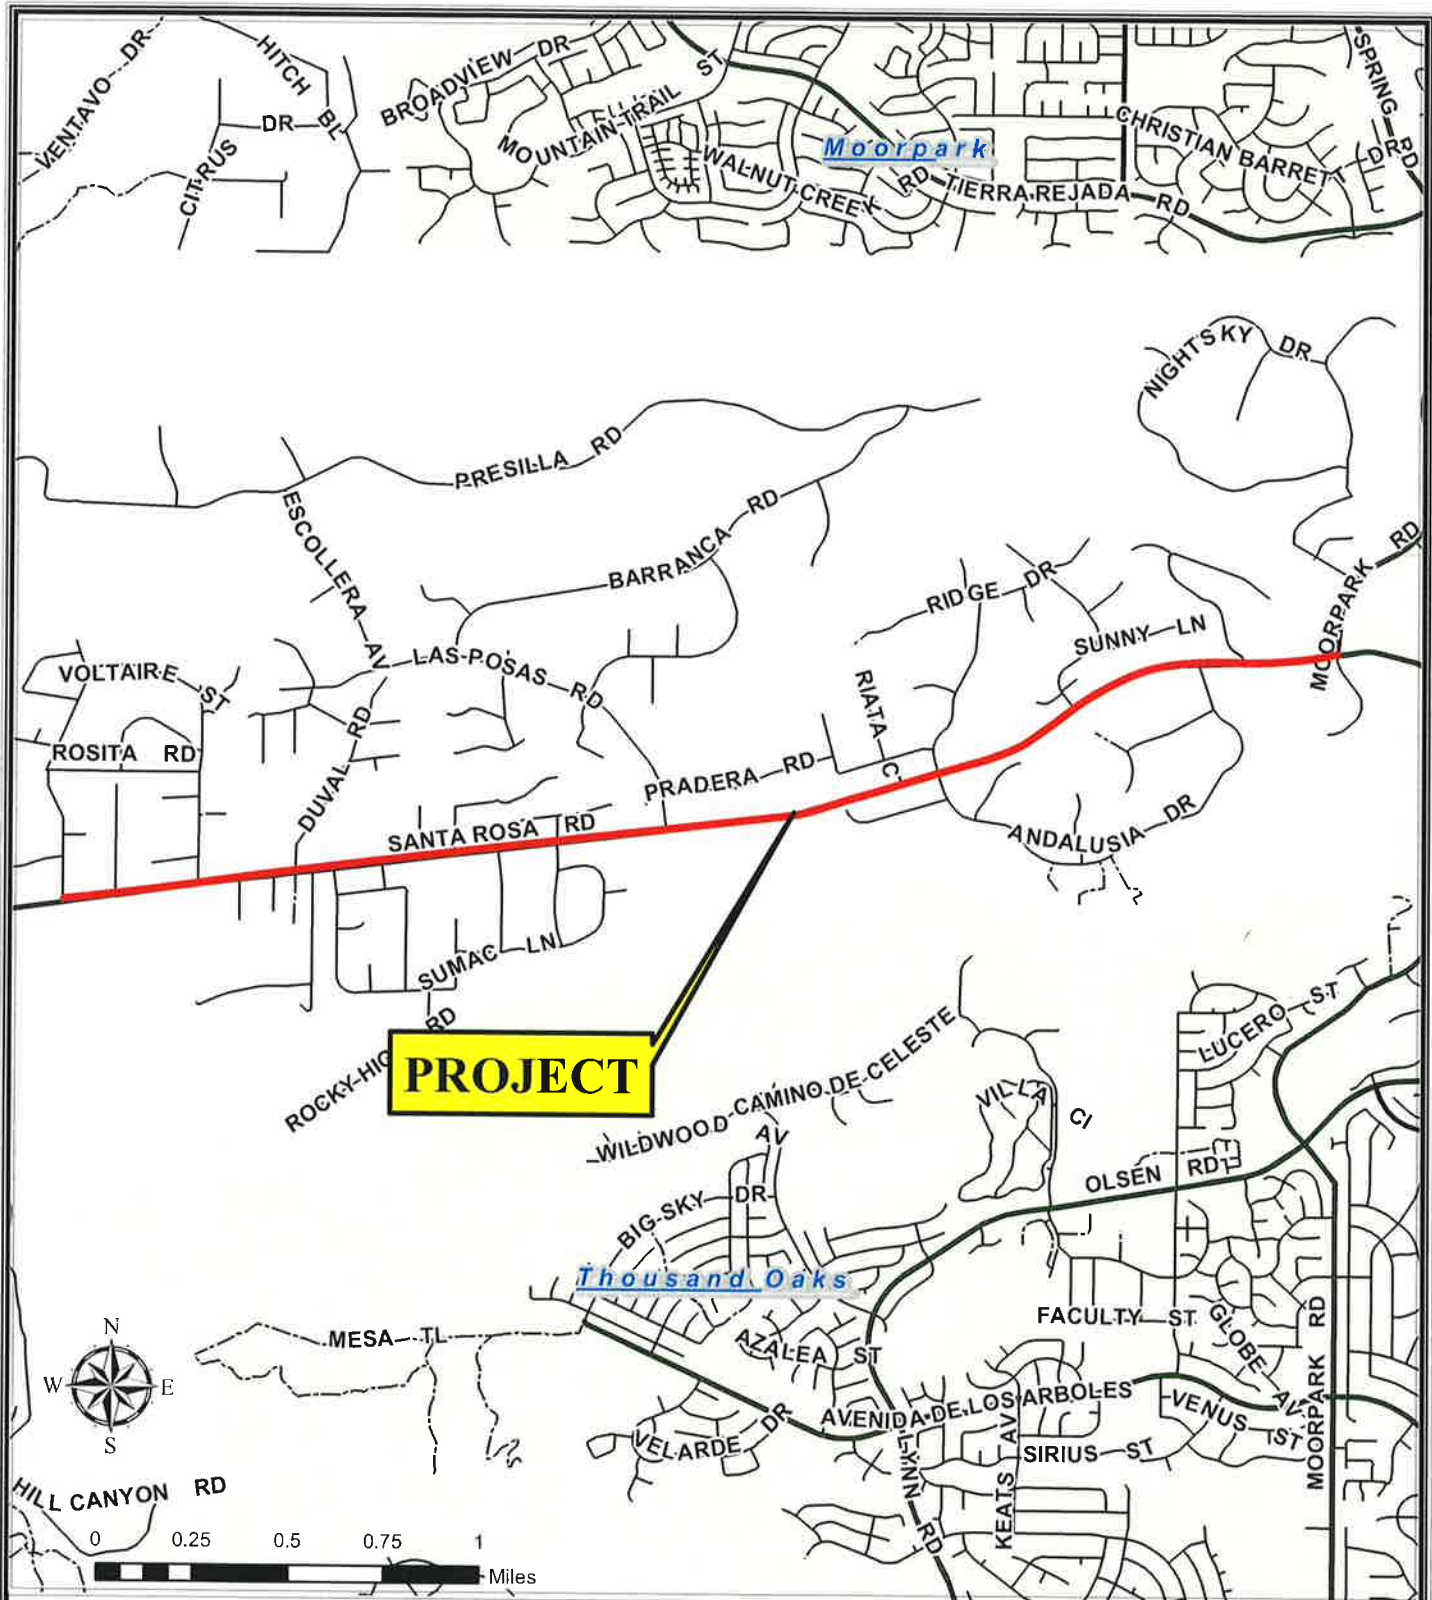 VENTAVO DR
HITCH BL
CITRUS DR
BROADVIEW DR
MOUNTAIN TRAIL ST
WALNUT CREEK RD
Moorpark
TIERRA REJADA RD
CHRISTIAN BARRETT DR
SPRING RD
NIGHTSKY DR
PRESILLA RD
ESCOLLERA AV
BARRANCA RD
MOORPARK RD
RIDGE DR
SUNNY LN
VOLTAIRE ST
LAS POSAS RD
RIATA C
ROSITA RD
DUVAL RD
PRADERA RD
SANTA ROSA RD
ANDALUSIA DR
SUMAC LN
ROCKY HIG RD
PROJECT
WILDWOOD AV
CAMINO DE CELESTE
VILLA CI
LUCERO ST
OLSEN RD
BIG SKY DR
Thousand Oaks
MESA TL
AZALEA ST
FACULTY ST
GLOBE AV
MOORPARK RD
AVENIDA DE LOS ARBOLES
VENUS ST
VELARDE DR
LYNN RD
KEATS AV
SIRIUS ST
N
W E
S
HILL CANYON RD
0 0.25 0.5 0.75 1
Miles